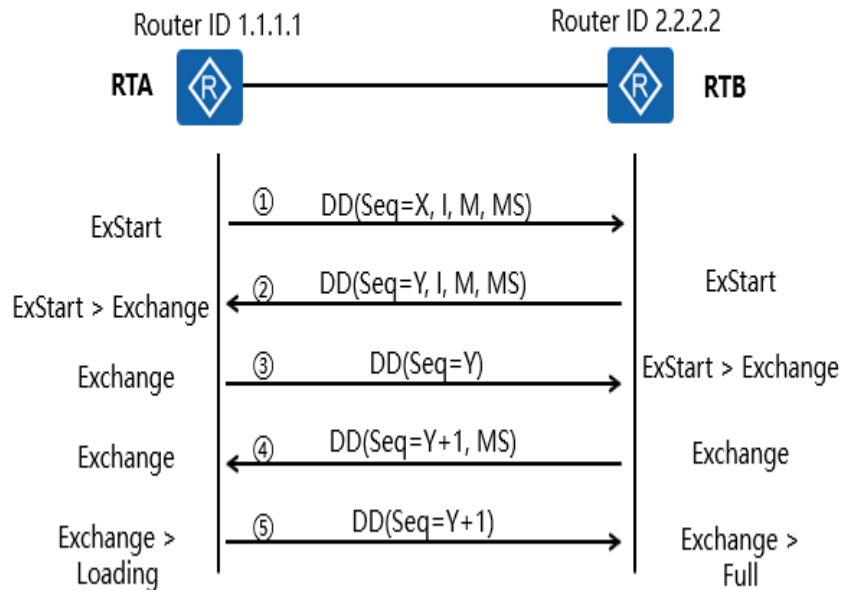 Router ID 1.1.1.1
Router ID 2.2.2.2
RTA
R
R
RTB
① DD(Seq=X, I, M, MS)
ExStart
② DD(Seq=Y, I, M, MS)
ExStart
ExStart > Exchange
③ DD(Seq=Y)
ExStart > Exchange
Exchange
④ DD(Seq=Y+1, MS)
Exchange
Exchange
⑤ DD(Seq=Y+1)
Exchange >
Loading
Exchange >
Full